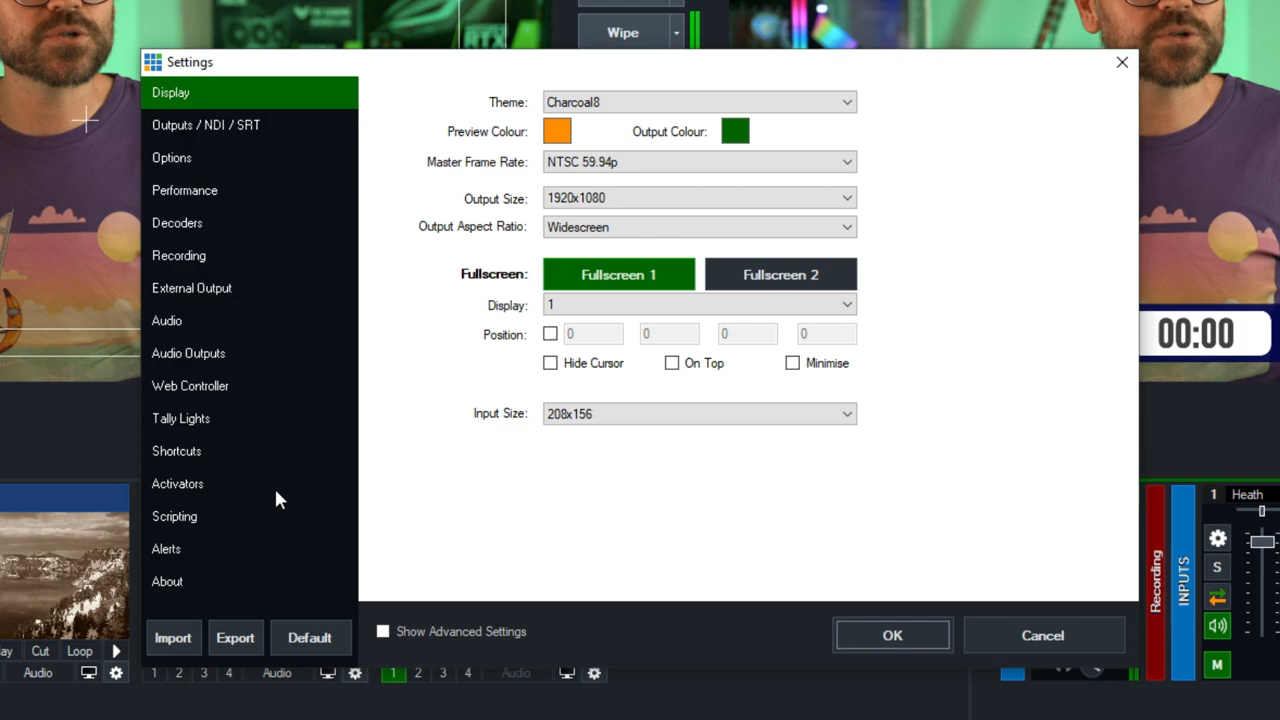 RTX
Wipe
Settings
Display
Outputs / NDI / SRT
Options
Performance
Decoders
Recording
External Output
Audio
Audio Outputs
Web Controller
Tally Lights
Shortcuts
Activators
Scripting
Alerts
About
Import
Export
Default
Theme:
Charcoal8
Preview Colour:
Output Colour:
Master Frame Rate:
NTSC 59.94p
Output Size:
1920x1080
Output Aspect Ratio:
Widescreen
Fullscreen:
Fullscreen 1
Fullscreen 2
Display:
1
Position:
0
0
0
0
Hide Cursor
On Top
Minimise
Input Size:
208x156
Show Advanced Settings
OK
Cancel
00:00
Recording
INPUTS
1 Heath
S
M
Cut
Loop
Audio
1 2 3 4 Audio
1 2 3 4 Audio